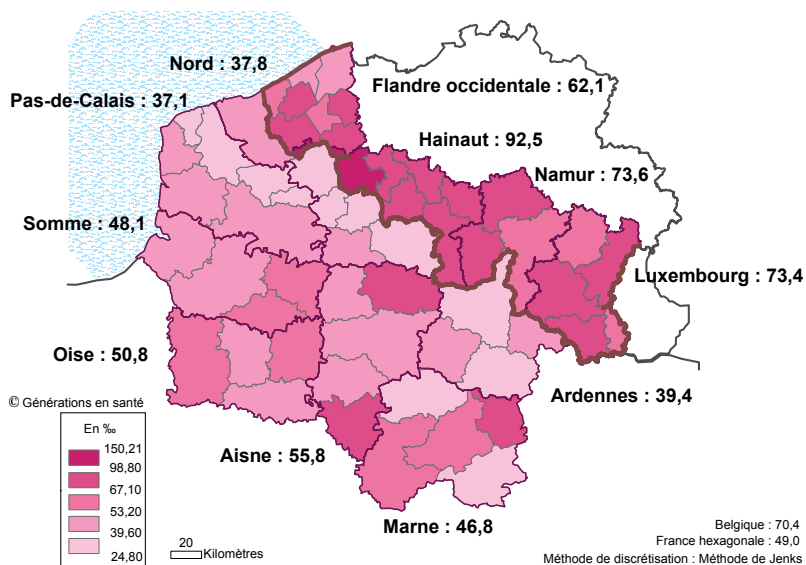 Nord : 37,8
Flandre occidentale : 62,1
Pas-de-Calais : 37,1
Hainaut : 92,5
Namur : 73,6
Somme : 48,1
Luxembourg : 73,4
Oise : 50,8
Ardennes : 39,4
© Générations en santé
En ‰
150,21
98,80
67,10
53,20
39,60
24,80
Aisne : 55,8
Marne : 46,8
20
Kilomètres
Belgique : 70,4
France hexagonale : 49,0
Méthode de discrétisation : Méthode de Jenks